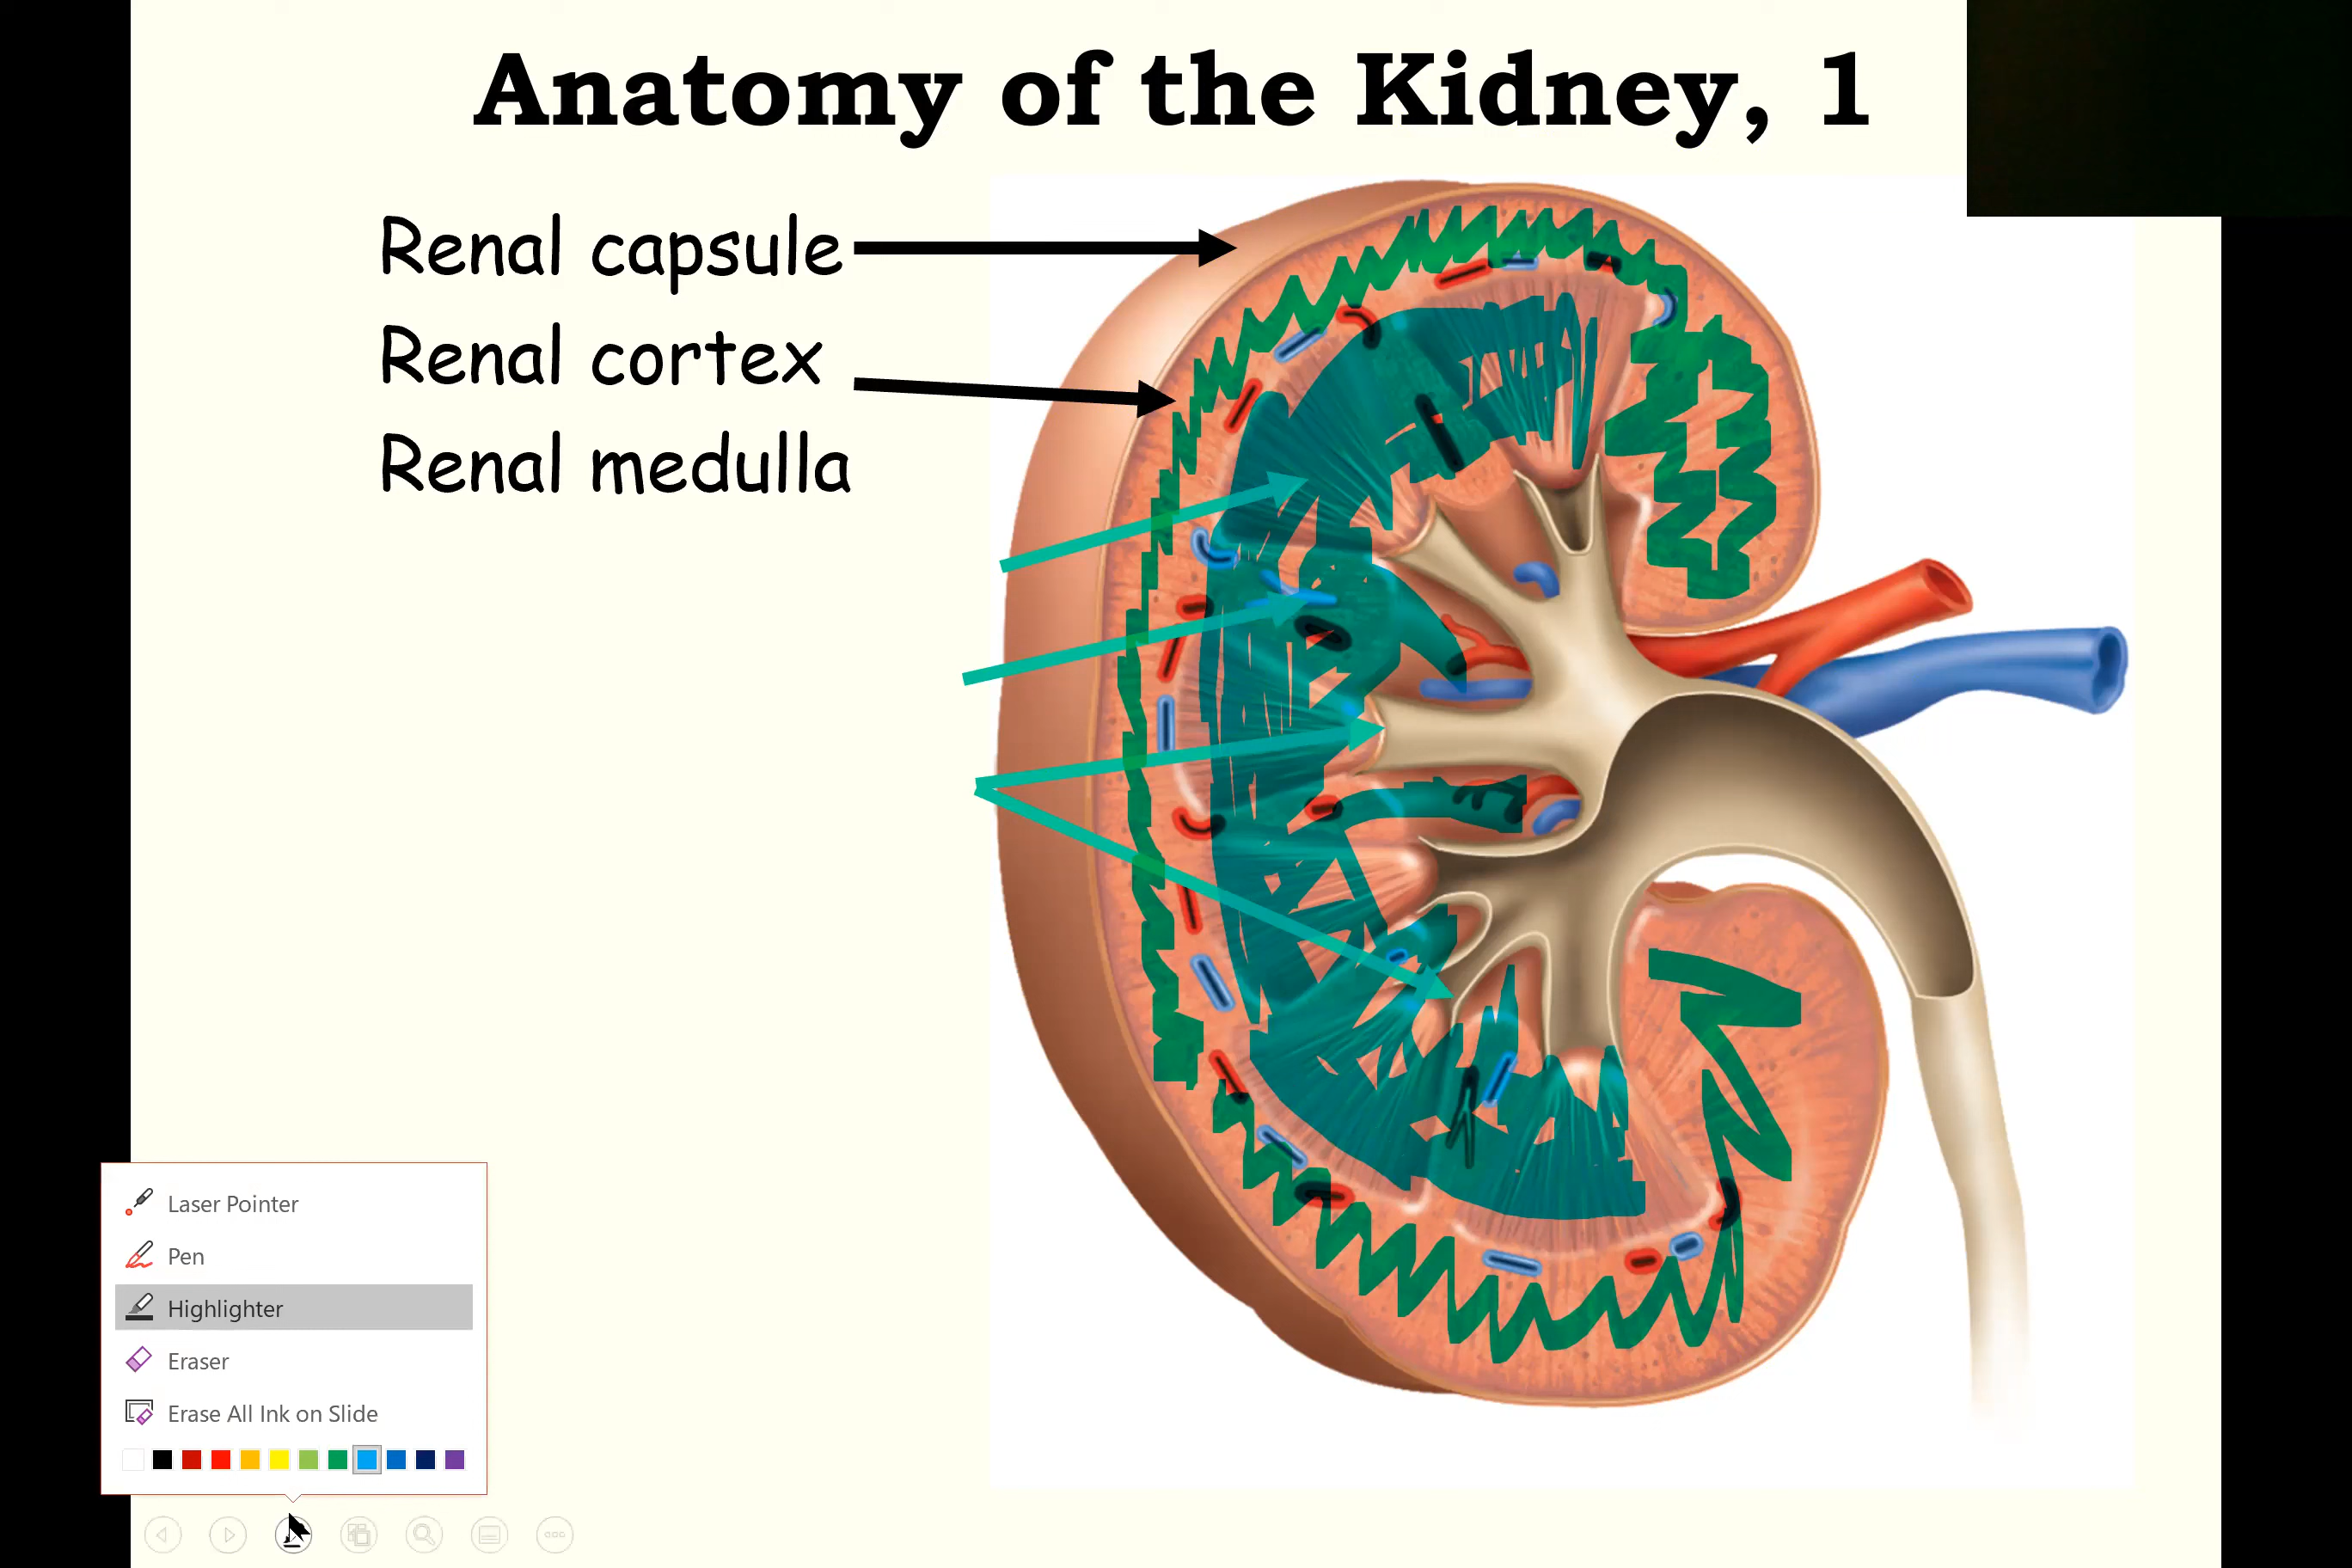 Anatomy of the Kidney, 1
Renal capsule
Renal cortex
Renal medulla
Laser Pointer
Pen
Highlighter
Eraser
Erase All Ink on Slide